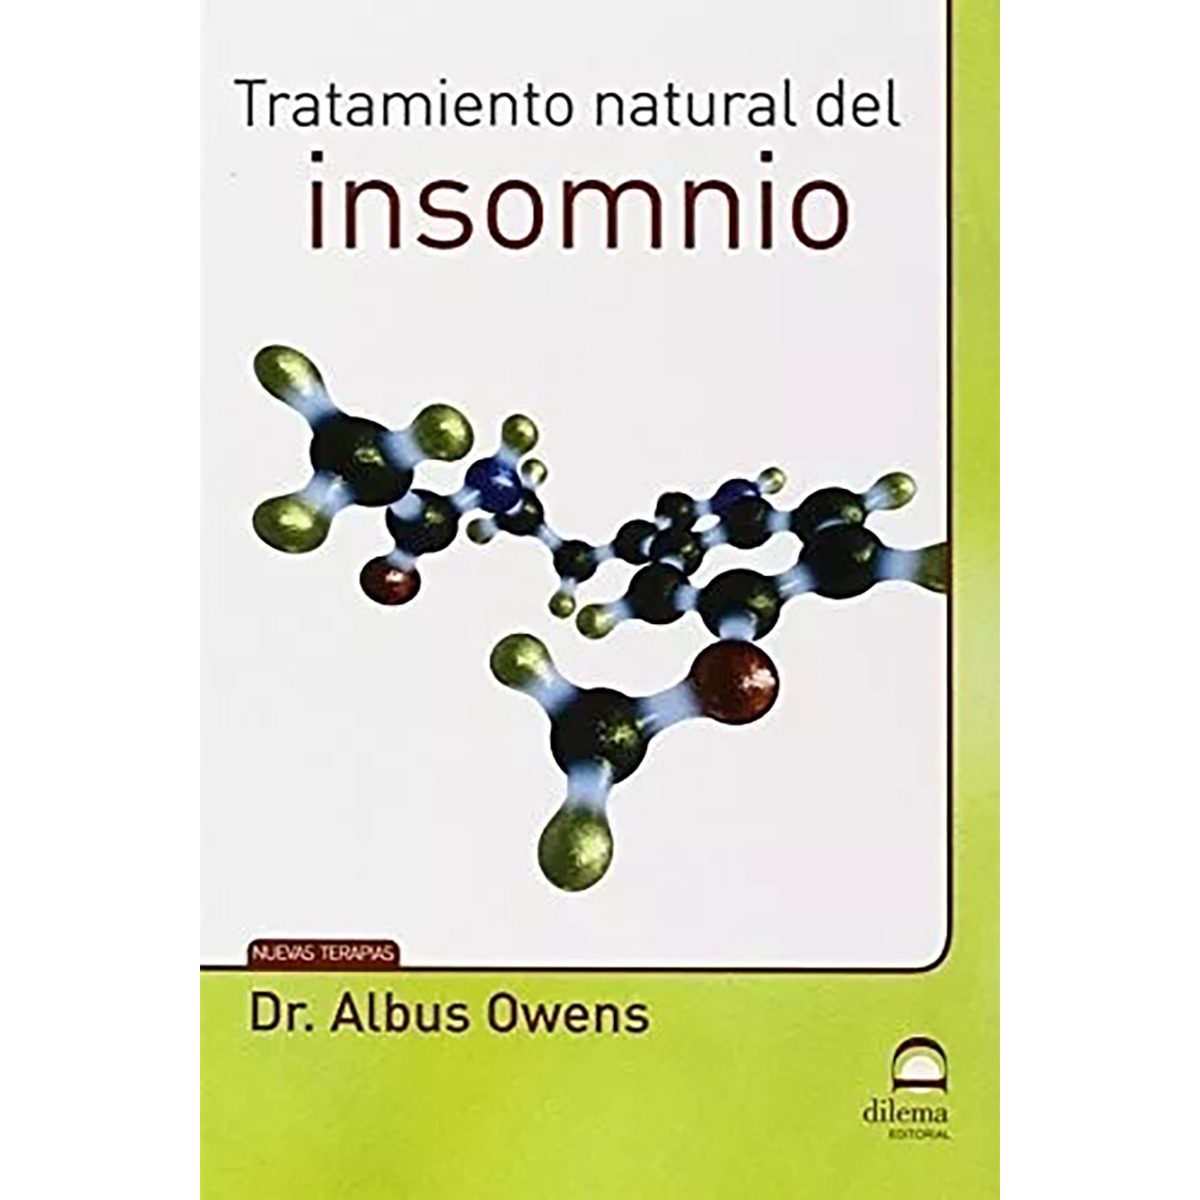 Tratamiento natural del
insomnio
NUEVAS TERAPIAS
Dr. Albus Owens
dilema
EDITORIAL